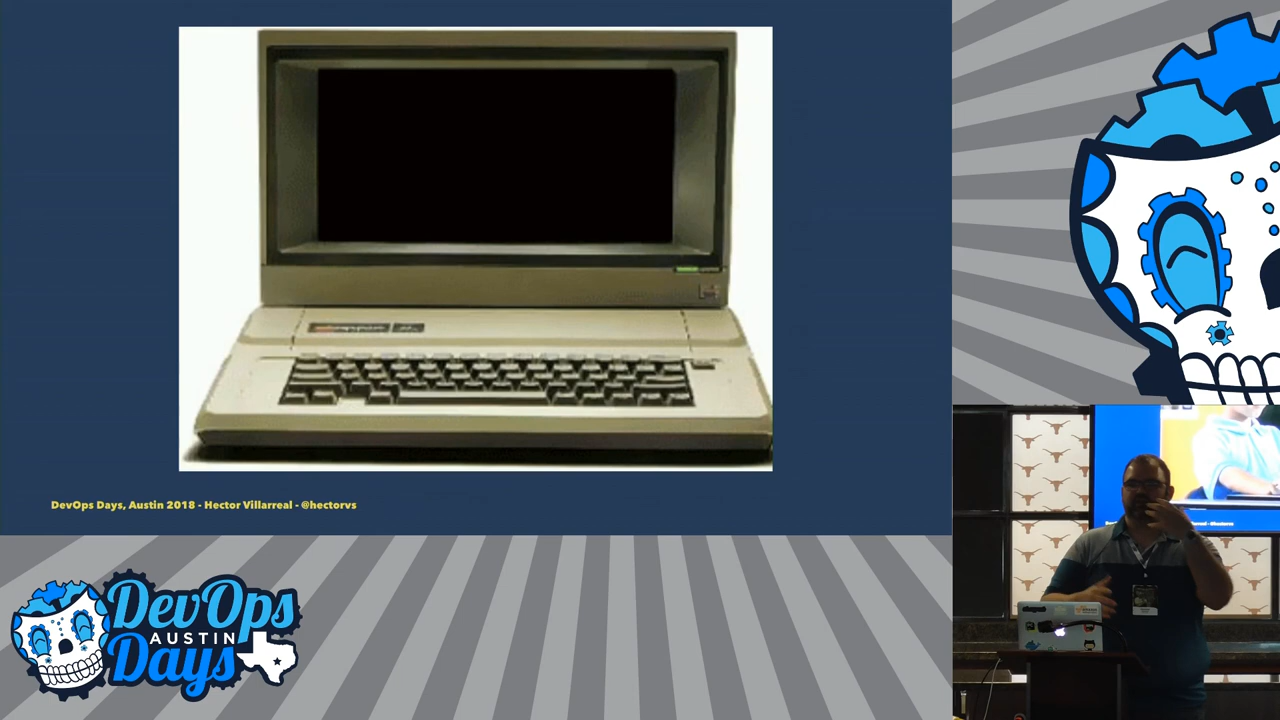 DevOps Days, Austin 2018 - Hector Villarreal - @hectorvs
DevOps
AUSTIN
Days